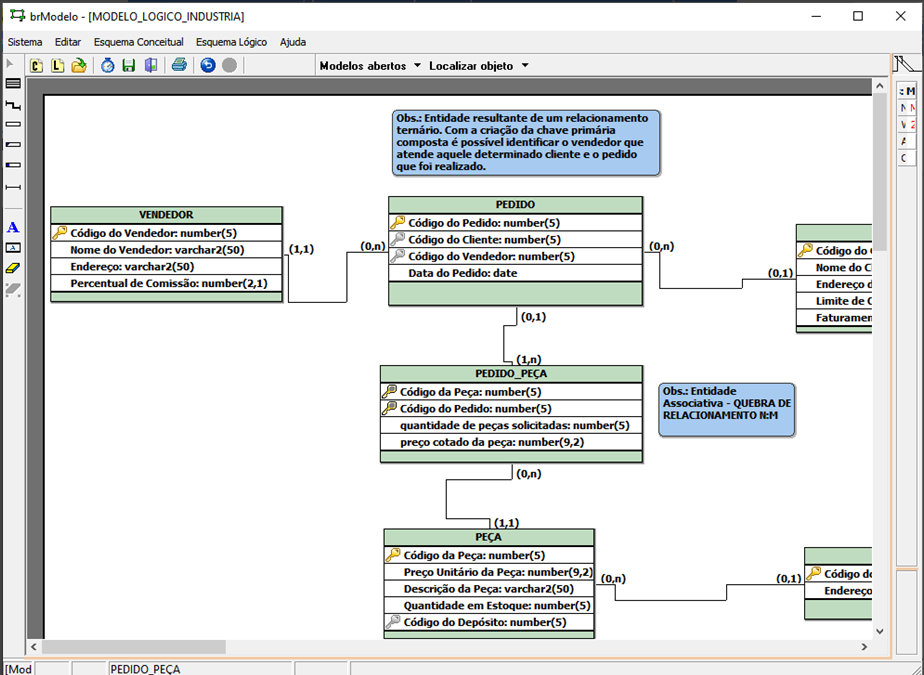 brModelo - [MODELO_LOGICO_INDUSTRIA]
Sistema Editar Esquema Conceitual Esquema Lógico Ajuda
C L Modelos abertos Localizar objeto
Obs.: Entidade resultante de um relacionamento
ternário. Com a criação da chave primária
composta é possível identificar o vendedor que
atende aquele determinado cliente e o pedido
que foi realizado.
VENDEDOR
Código do Vendedor: number(5)
Nome do Vendedor: varchar2(50)
Endereço: varchar2(50)
Percentual de Comissão: number(2,1)
(1,1)
(0,n)
PEDIDO
Código do Pedido: number(5)
Código do Cliente: number(5)
Código do Vendedor: number(5)
Data do Pedido: date
(0,n)
(0,1)
Código do
Nome do C
Endereço d
Limite de C
Faturamen
(0,1)
(1,n)
PEDIDO_PEÇA
Código da Peça: number(5)
Código do Pedido: number(5)
quantidade de peças solicitadas: number(5)
preço cotado da peça: number(9,2)
Obs.: Entidade
Associativa - QUEBRA DE
RELACIONAMENTO N:M
(0,n)
(1,1)
PEÇA
Código da Peça: number(5)
Preço Unitário da Peça: number(9,2)
Descrição da Peça: varchar2(50)
Quantidade em Estoque: number(5)
Código do Depósito: number(5)
(0,n)
(0,1)
Código do
Endereço
[Mod PEDIDO_PEÇA